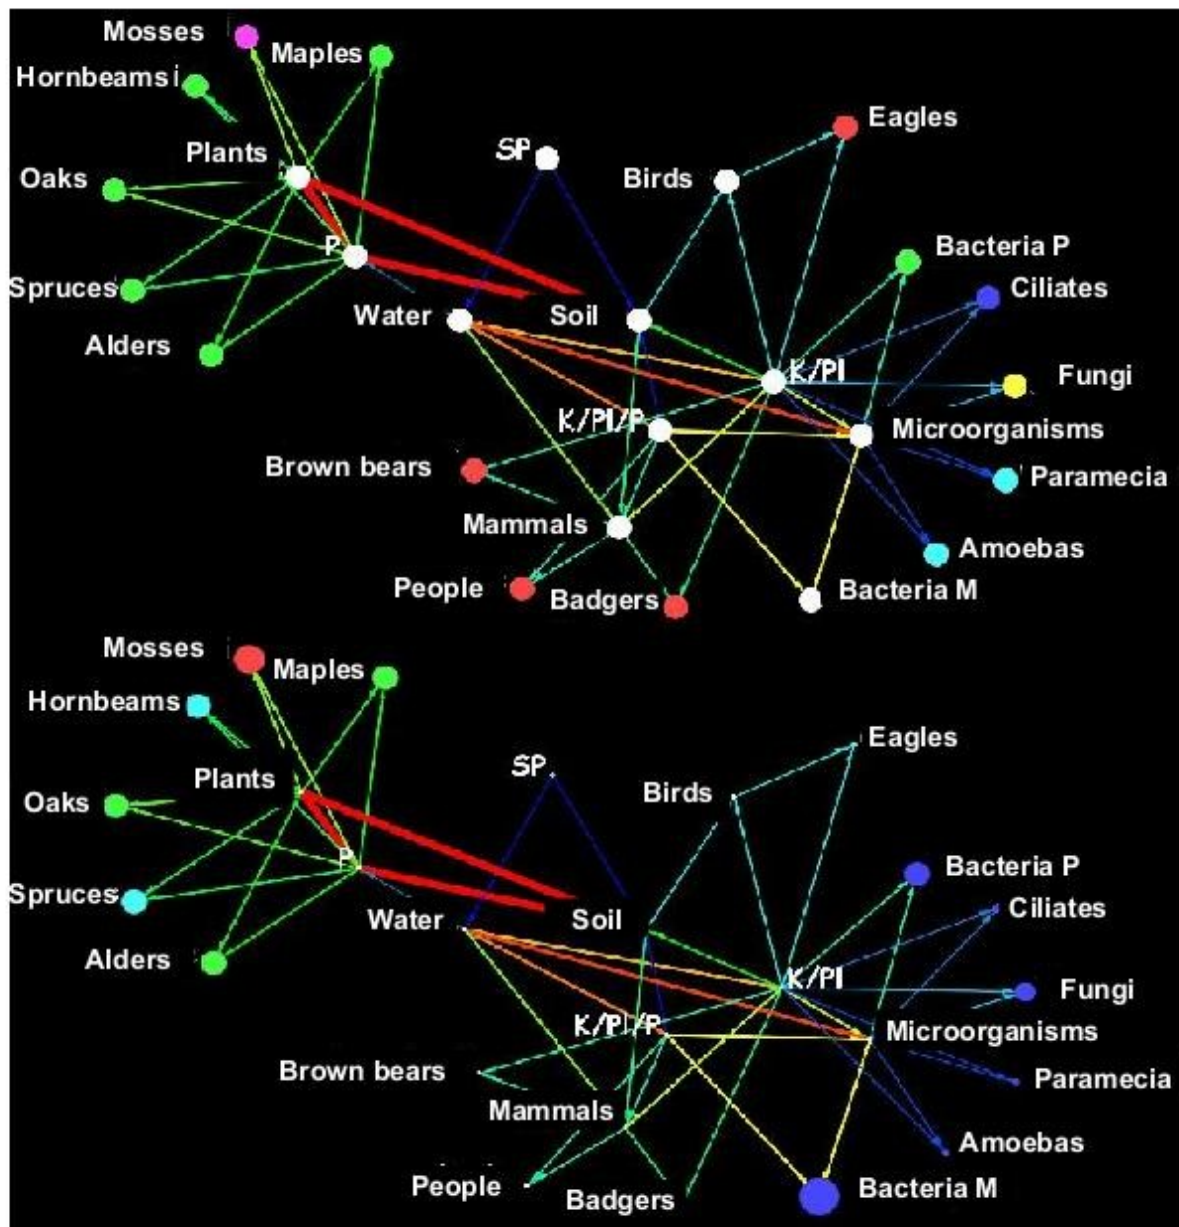 Mosses
Maples
Hornbeams
Eagles
SP
Plants
Birds
Oaks
P
Bacteria P
Ciliates
Spruces
Water
Soil
Alders
K/Pl
Fungi
K/Pl/P
Microorganisms
Brown bears
Paramecia
Mammals
Amoebas
People
Badgers
Bacteria M
Mosses
Maples
Hornbeams
Eagles
SP
Plants
Birds
Oaks
P
Bacteria P
Spruces
Ciliates
Water
Soil
Alders
K/Pl
Fungi
K/Pl/P
Microorganisms
Brown bears
Paramecia
Mammals
Amoebas
People
Badgers
Bacteria M